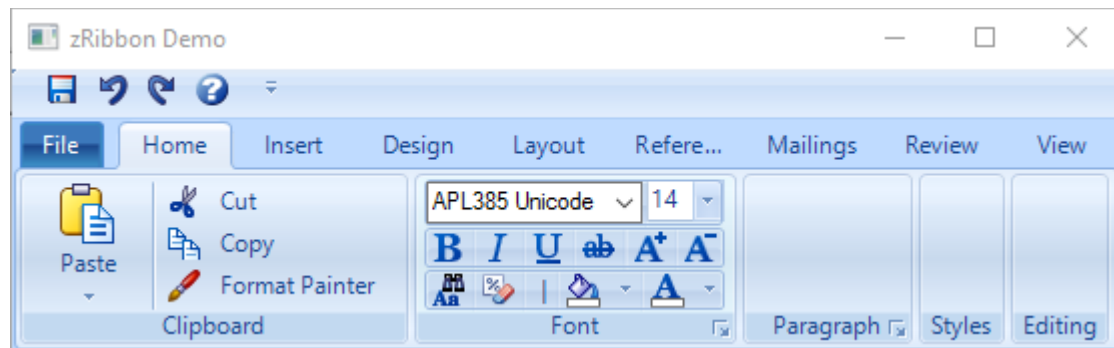 zRibbon Demo
File Home Insert Design Layout Refere... Mailings Review View
Paste
Cut
Copy
Format Painter
Clipboard
APL385 Unicode 14
B I U ab A+ A-
Aa % | A
Font
Paragraph
Styles
Editing